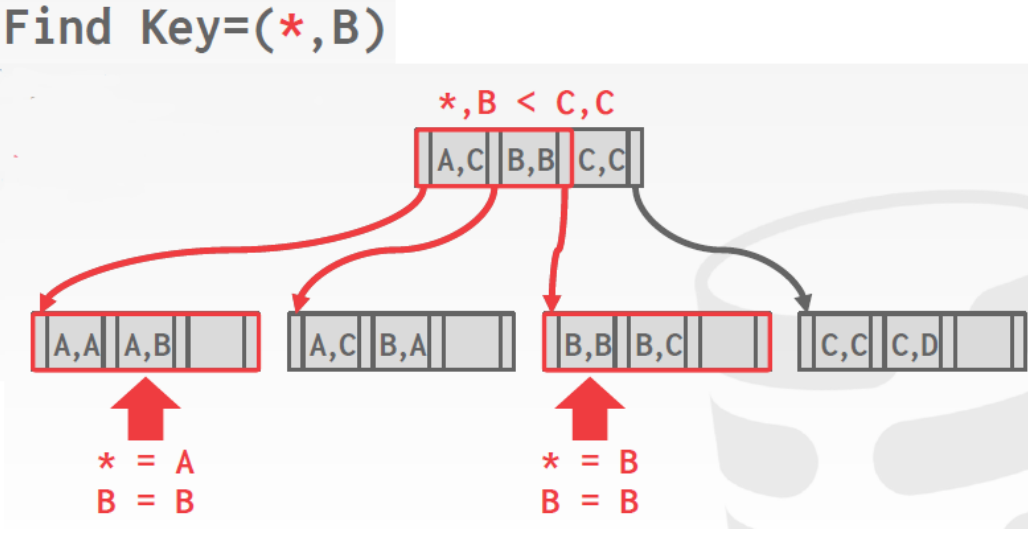 Find Key=(*,B)
*,B < C,C
A,C B,B C,C
A,A A,B A,C B,A B,B B,C C,C C,D
* = A * = B
B = B B = B